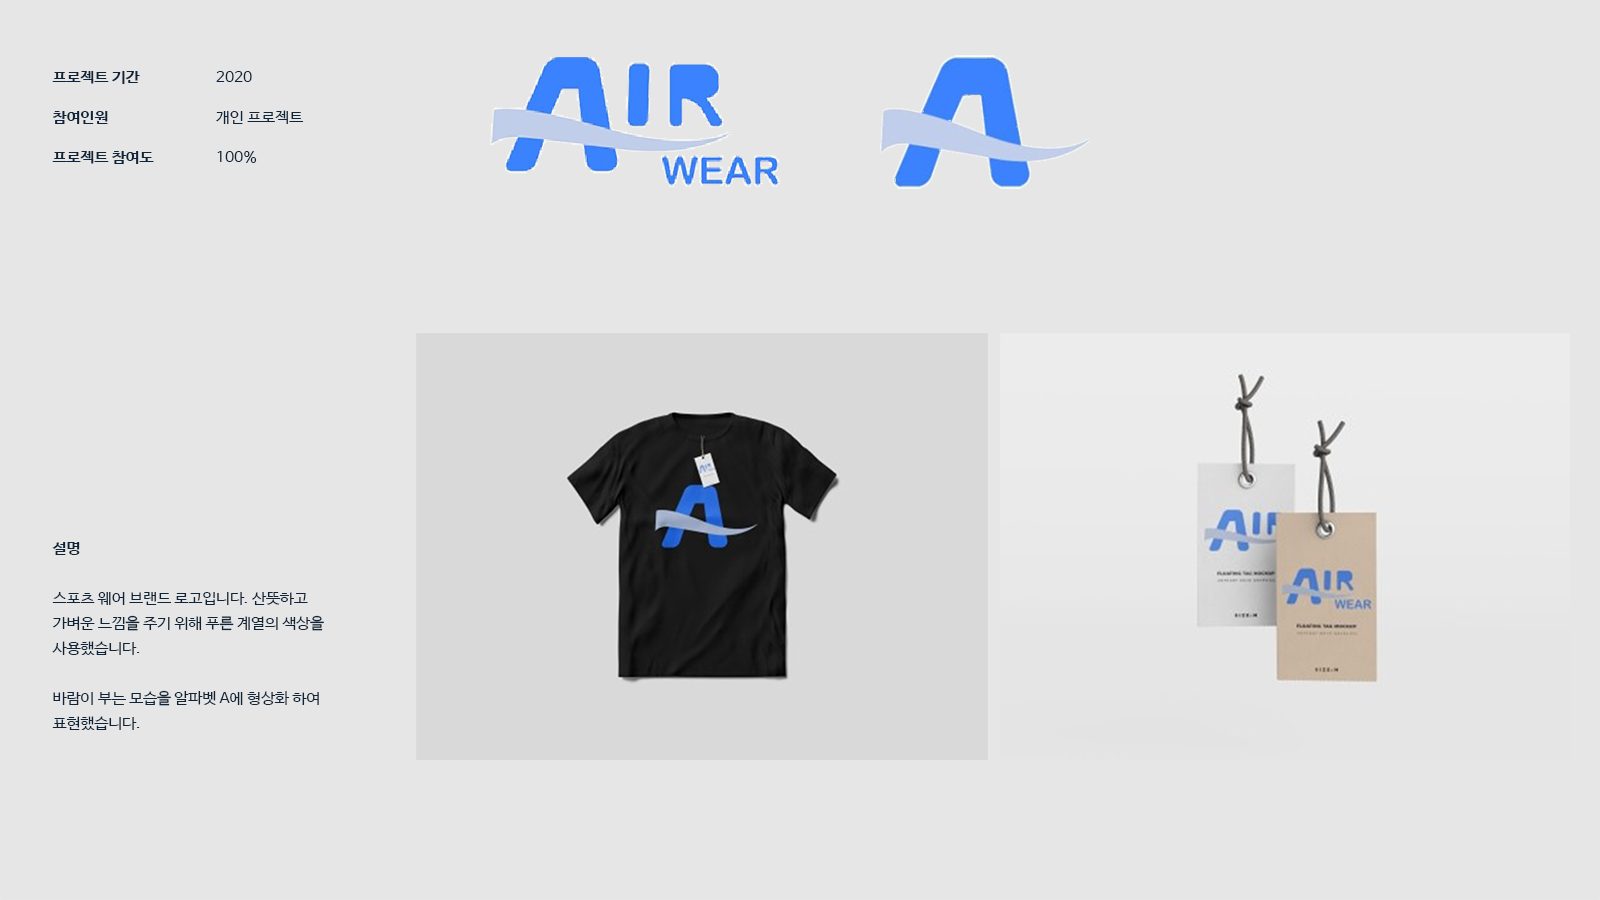 프로젝트 기간 2020
참여인원 개인 프로젝트
프로젝트 참여도 100%
AIR
WEAR
A
설명
스포츠 웨어 브랜드 로고입니다. 산뜻하고
가벼운 느낌을 주기 위해 푸른 계열의 색상을
사용했습니다.
바람이 부는 모습을 알파벳 A에 형상화 하여
표현했습니다.
AIR
A
AIR
FLOATING TAG MOCKUP
SIZE:M
AIR
WEAR
FLOATING TAG MOCKUP
SIZE:M